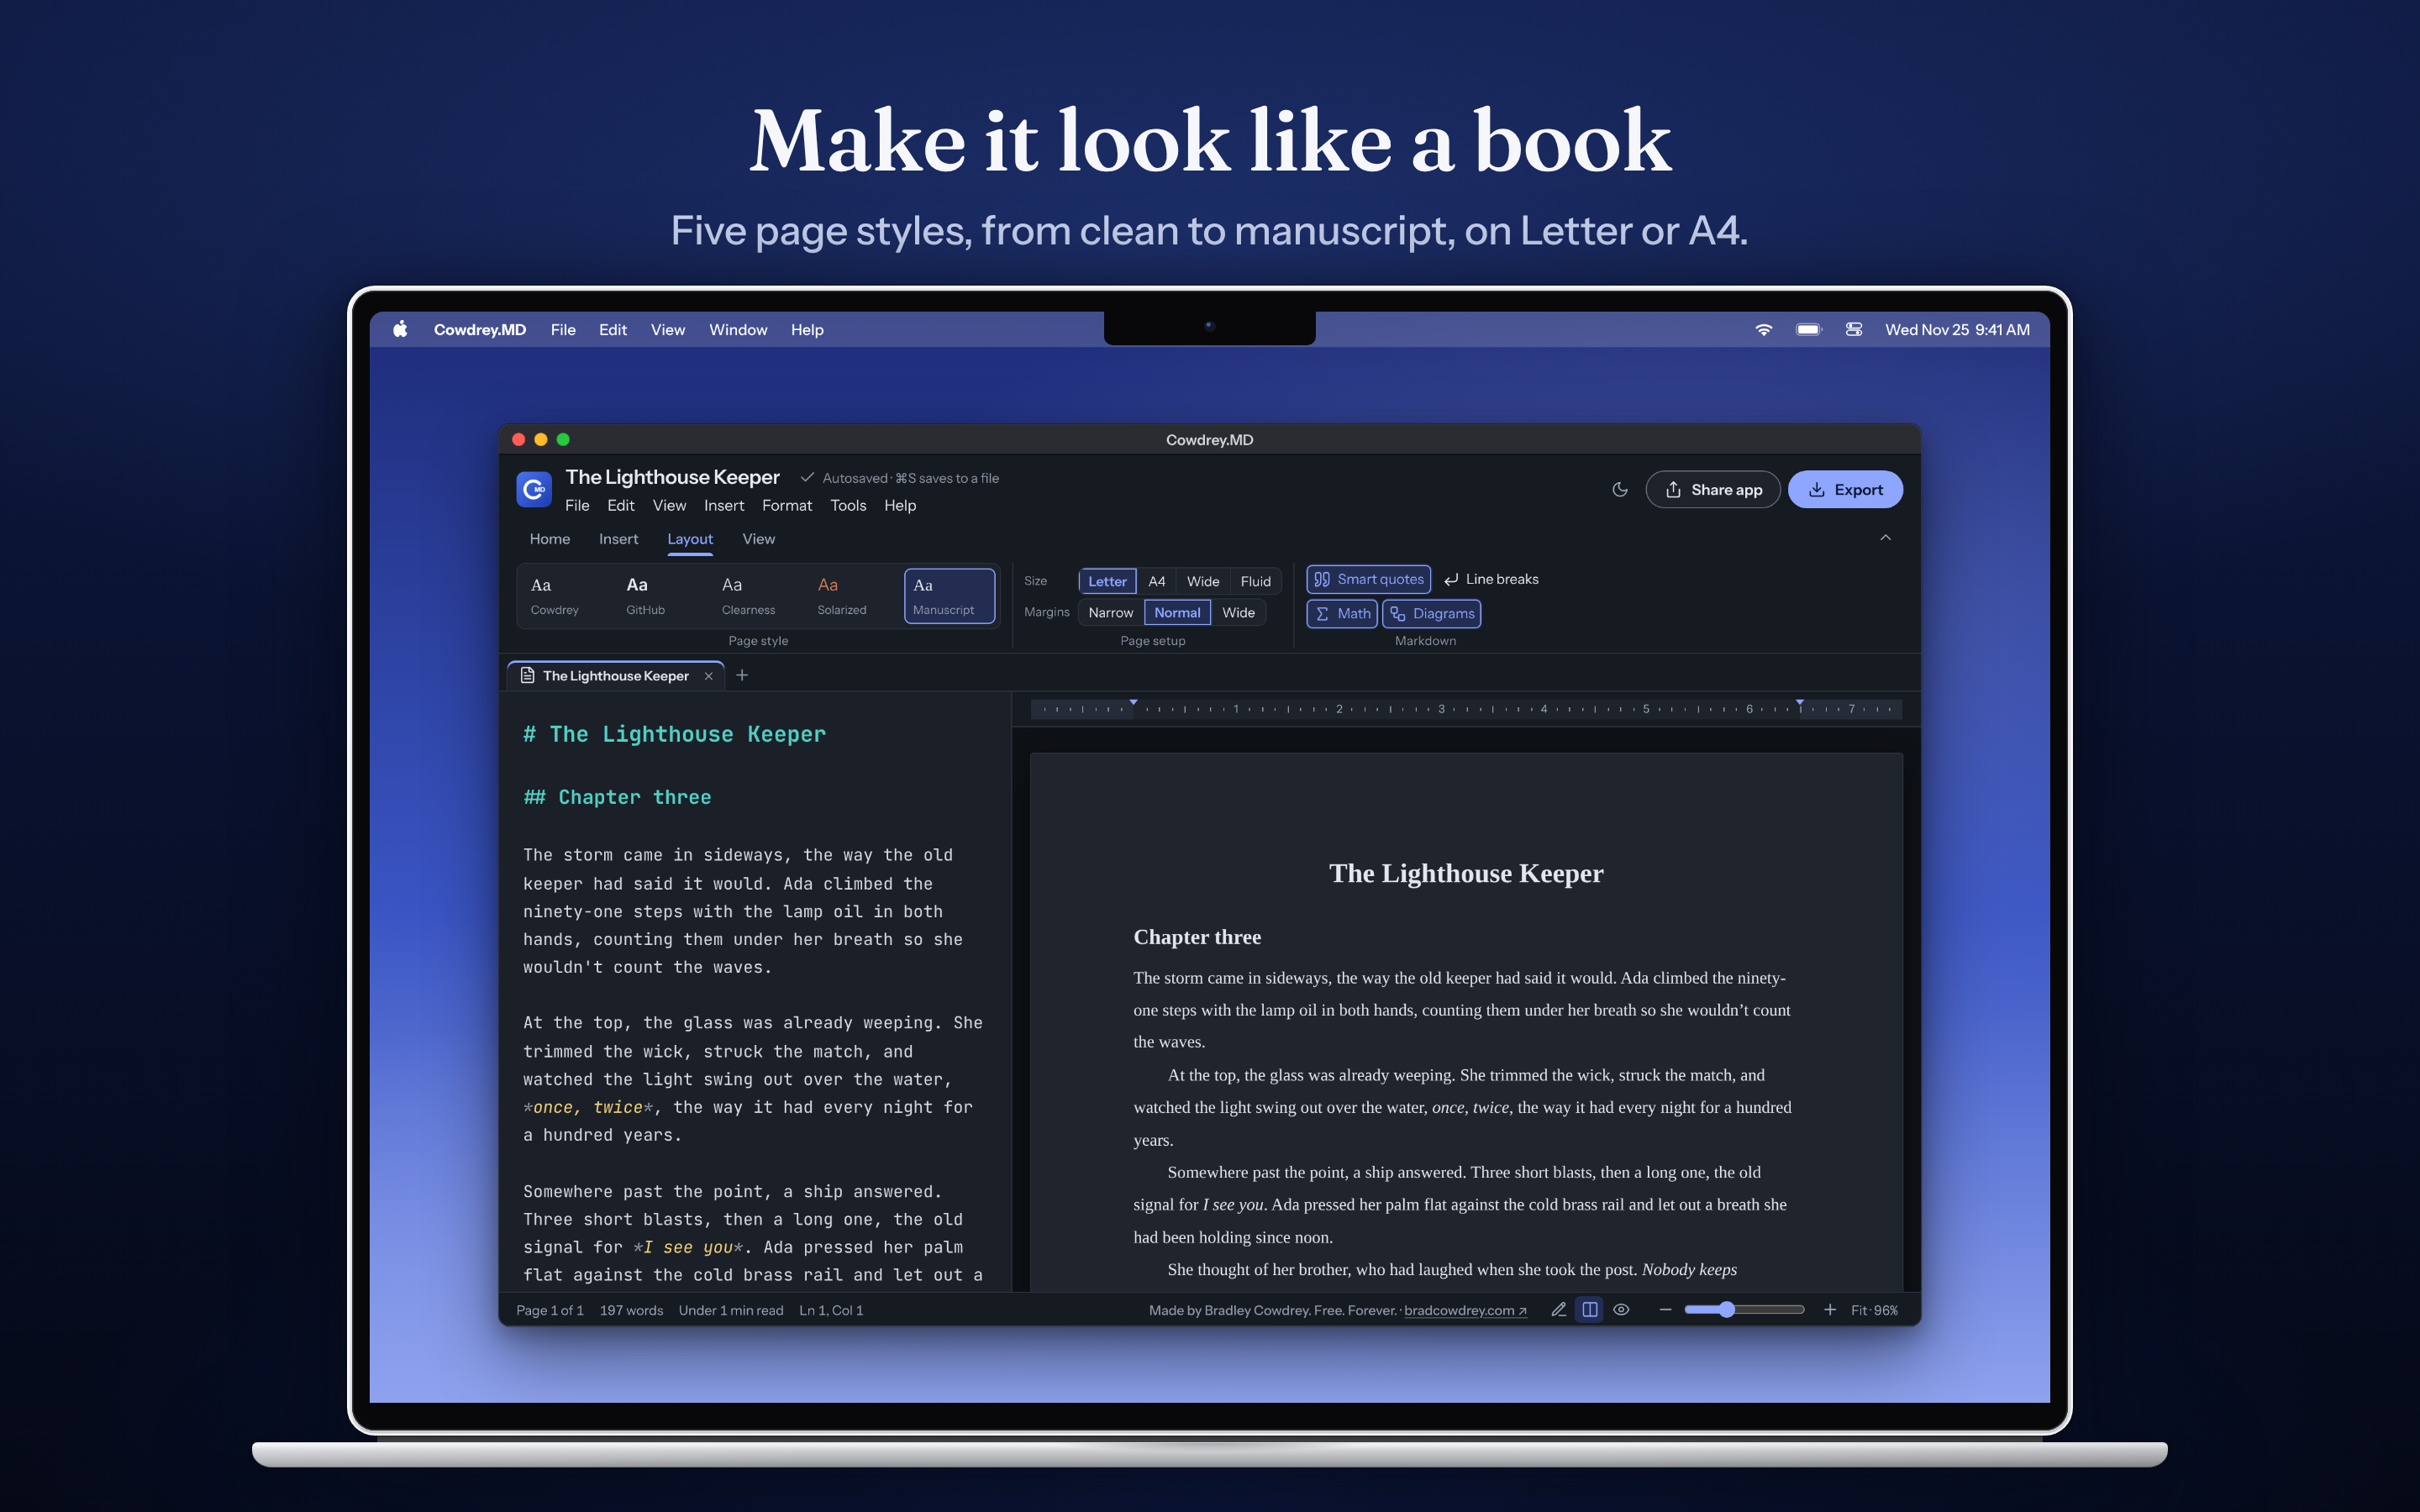 Make it look like a book
Five page styles, from clean to manuscript, on Letter or A4.
Cowdrey.MD File Edit View Window Help
Wed Nov 25 9:41 AM
Cowdrey.MD
The Lighthouse Keeper
Autosaved · ⌘S saves to a file
File Edit View Insert Format Tools Help
Share app
Export
Home Insert Layout View
Aa Aa Aa Aa Aa
Cowdrey GitHub Clearness Solarized Manuscript
Page style
Size Letter A4 Wide Fluid
Margins Narrow Normal Wide
Page setup
Smart quotes Line breaks
Math Diagrams
Markdown
The Lighthouse Keeper
# The Lighthouse Keeper
## Chapter three
The storm came in sideways, the way the old
keeper had said it would. Ada climbed the
ninety-one steps with the lamp oil in both
hands, counting them under her breath so she
wouldn't count the waves.
At the top, the glass was already weeping. She
trimmed the wick, struck the match, and
watched the light swing out over the water,
*once, twice*, the way it had every night for
a hundred years.
Somewhere past the point, a ship answered.
Three short blasts, then a long one, the old
signal for *I see you*. Ada pressed her palm
flat against the cold brass rail and let out a
1 2 3 4 5 6 7
The Lighthouse Keeper
Chapter three
The storm came in sideways, the way the old keeper had said it would. Ada climbed the ninety-
one steps with the lamp oil in both hands, counting them under her breath so she wouldn’t count
the waves.
At the top, the glass was already weeping. She trimmed the wick, struck the match, and
watched the light swing out over the water, once, twice, the way it had every night for a hundred
years.
Somewhere past the point, a ship answered. Three short blasts, then a long one, the old
signal for I see you. Ada pressed her palm flat against the cold brass rail and let out a breath she
had been holding since noon.
She thought of her brother, who had laughed when she took the post. Nobody keeps
Page 1 of 1 197 words Under 1 min read Ln 1, Col 1
Made by Bradley Cowdrey. Free. Forever. · bradcowdrey.com ↗
Fit · 96%